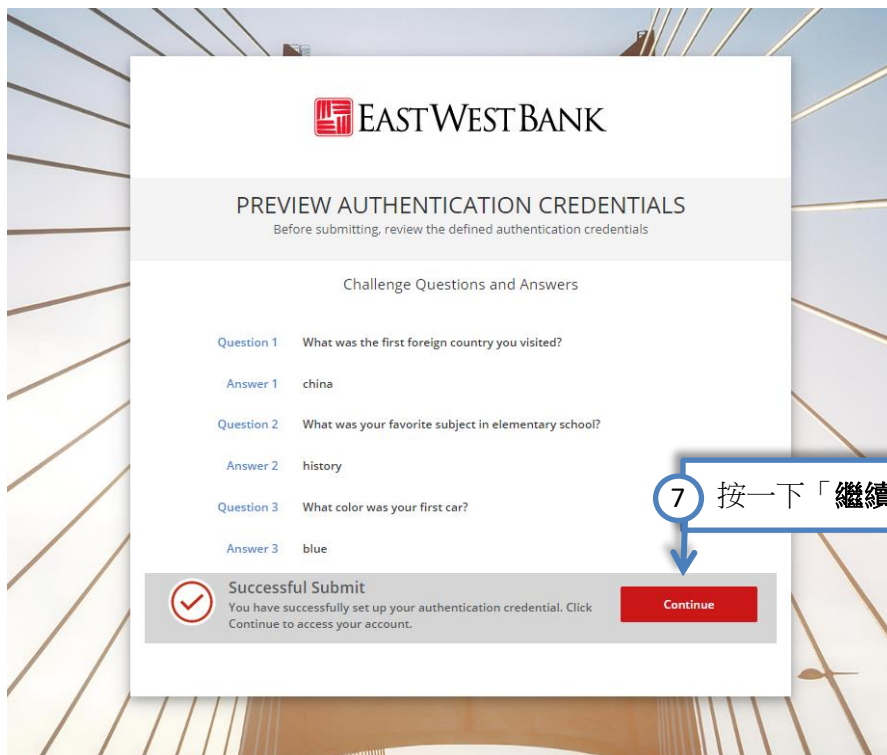 EAST WEST BANK
PREVIEW AUTHENTICATION CREDENTIALS
Before submitting, review the defined authentication credentials
Challenge Questions and Answers
Question 1 What was the first foreign country you visited?
Answer 1 china
Question 2 What was your favorite subject in elementary school?
Answer 2 history
Question 3 What color was your first car?
Answer 3 blue
7 按一下「繼續
Successful Submit
You have successfully set up your authentication credential. Click
Continue to access your account.
Continue